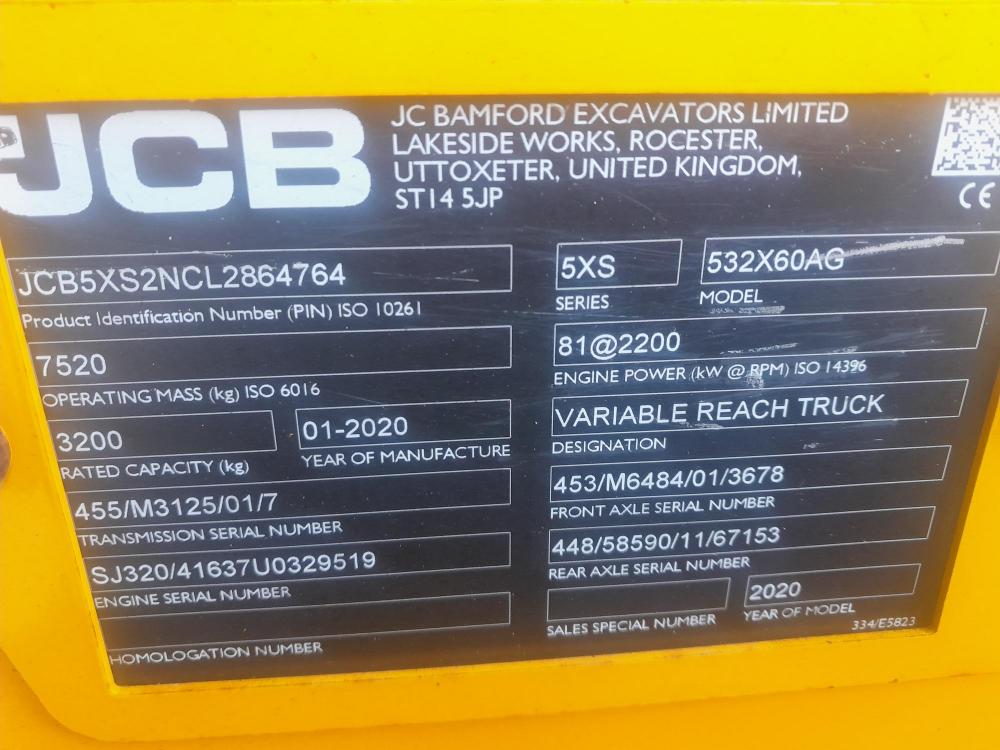 JCB
JC BAMFORD EXCAVATORS LIMITED
LAKESIDE WORKS, ROCESTER,
UTTOXETER, UNITED KINGDOM,
ST14 5JP
CE
JCB5XS2NCL2864764
Product Identification Number (PIN) ISO 10261
5XS
SERIES
532X60AG
MODEL
7520
OPERATING MASS (kg) ISO 6016
81@2200
ENGINE POWER (kW @ RPM) ISO 14396
3200
RATED CAPACITY (kg)
01-2020
YEAR OF MANUFACTURE
VARIABLE REACH TRUCK
DESIGNATION
455/M3125/01/7
TRANSMISSION SERIAL NUMBER
453/M6484/01/3678
FRONT AXLE SERIAL NUMBER
SJ320/41637U0329519
ENGINE SERIAL NUMBER
448/58590/11/67153
REAR AXLE SERIAL NUMBER
HOMOLOGATION NUMBER
SALES SPECIAL NUMBER
2020
YEAR OF MODEL
334/E5823